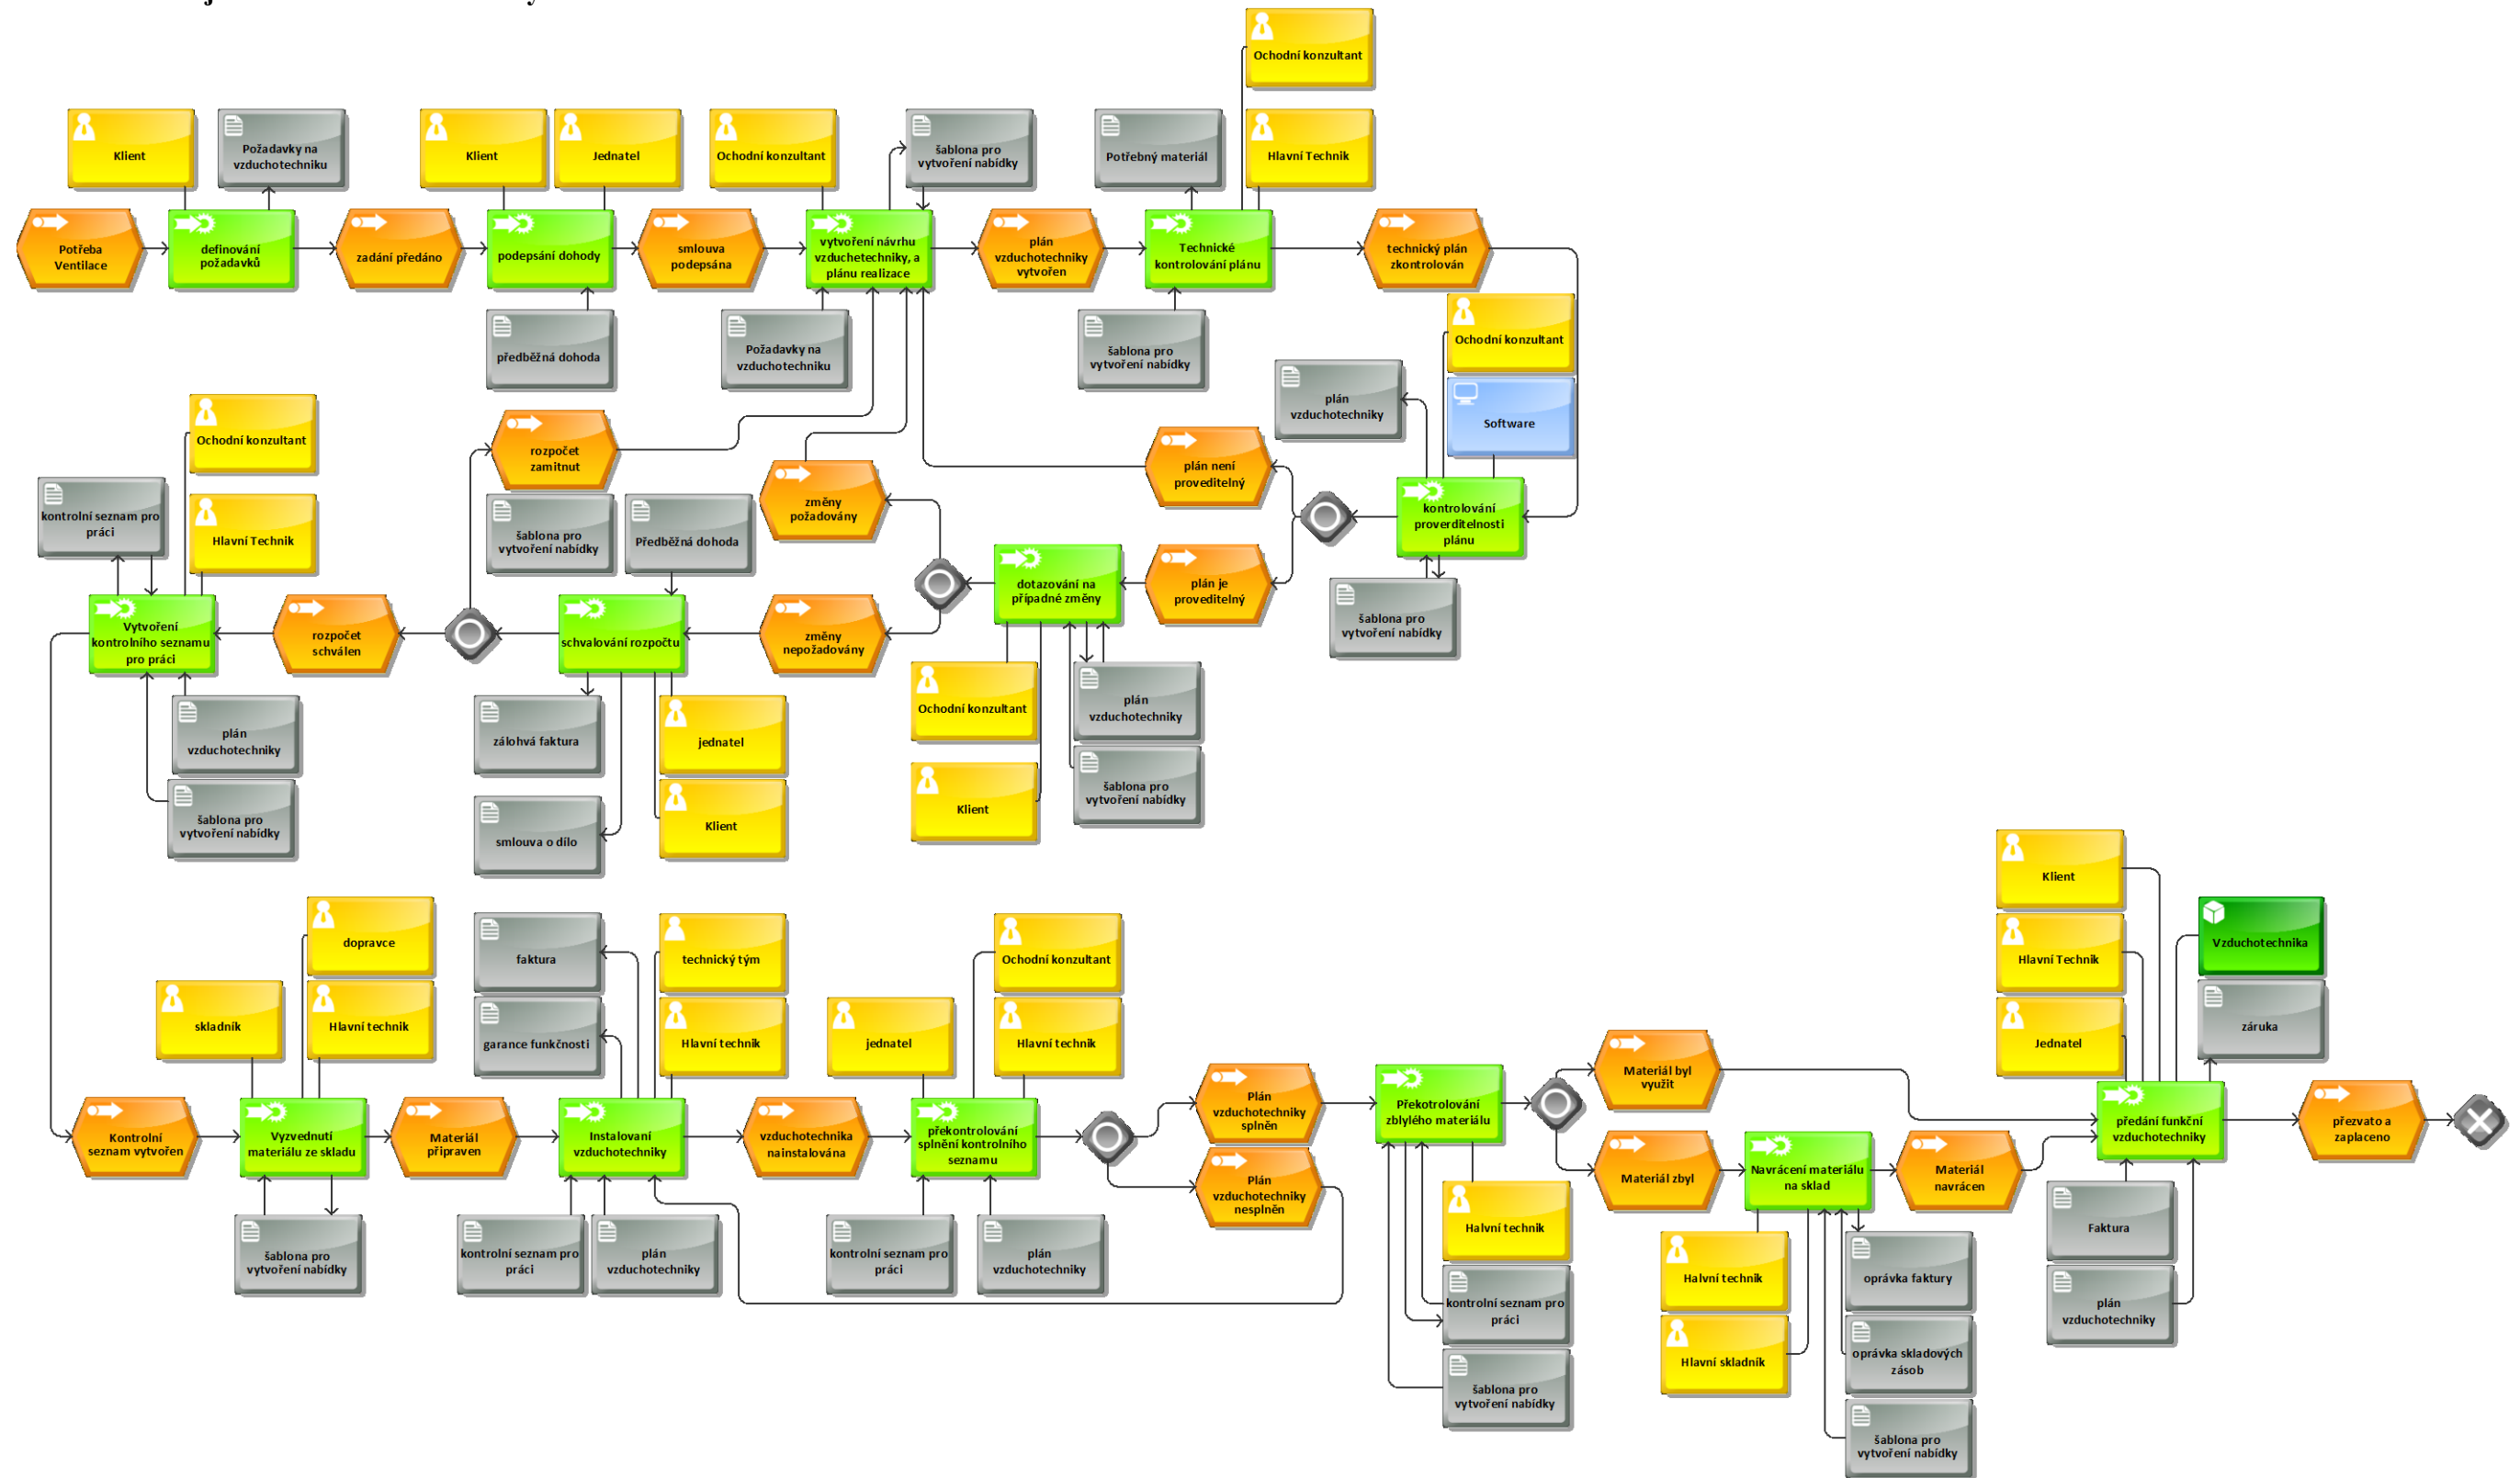 Ochodní konzultant
Klient
Požadavky na
vzduchotechniku
Klient
Jednatel
Ochodní konzultant
šablona pro
vytvoření nabídky
Potřebný materiál
Hlavní Technik
Potřeba
Ventilace
definování
požadavků
zadání předáno
podepsání dohody
smlouva
podepsána
vytvoření návrhu
vzduchetechniky, a
plánu realizace
plán
vzduchotechniky
vytvořen
Technické
kontrolování plánu
technický plán
zkontrolován
předběžná dohoda
Požadavky na
vzduchotechniku
šablona pro
vytvoření nabídky
Ochodní konzultant
plán
vzduchotechniky
Software
Ochodní konzultant
rozpočet
zamitnut
změny
požadovány
plán není
proveditelný
kontrolování
proverditelnosti
plánu
kontrolní seznam pro
práci
Hlavní Technik
šablona pro
vytvoření nabídky
Předběžná dohoda
dotazování na
případné změny
plán je
proveditelný
šablona pro
vytvoření nabídky
Vytvoření
kontrolního seznamu
pro práci
rozpočet
schválen
schvalování rozpočtu
změny
nepožadovány
plán
vzduchotechniky
zálohvá faktura
jednatel
Ochodní konzultant
plán
vzduchotechniky
šablona pro
vytvoření nabídky
smlouva o dílo
Klient
Klient
šablona pro
vytvoření nabídky
Klient
dopravce
faktura
technický tým
Ochodní konzultant
Hlavní Technik
Vzduchotechnika
skladník
Hlavní technik
garance funkčnosti
Hlavní technik
jednatel
Hlavní technik
Jednatel
záruka
Kontrolní
seznam vytvořen
Vyzvednutí
materiálu ze skladu
Materiál
připraven
Instalovaní
vzduchotechniky
vzduchotechnika
nainstalována
překontrolování
splnění kontrolního
seznamu
Plán
vzduchotechniky
splněn
Plán
vzduchotechniky
nesplněn
Překotrolování
zblylého materiálu
Materiál byl
využit
Materiál zbyl
Navrácení materiálu
na sklad
Materiál
navrácen
předání funkční
vzduchotechniky
přezvato a
zaplaceno
šablona pro
vytvoření nabídky
kontrolní seznam pro
práci
plán
vzduchotechniky
kontrolní seznam pro
práci
plán
vzduchotechniky
Halvní technik
kontrolní seznam pro
práci
šablona pro
vytvoření nabídky
Halvní technik
Hlavní skladník
oprávka faktury
oprávka skladových
zásob
šablona pro
vytvoření nabídky
Faktura
plán
vzduchotechniky